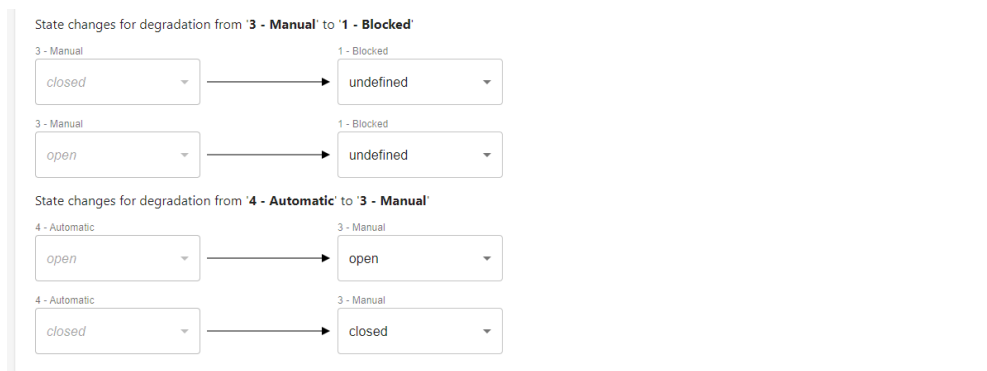 State changes for degradation from '3 - Manual' to '1 - Blocked'
3 - Manual 1 - Blocked
closed undefined
3 - Manual 1 - Blocked
open undefined
State changes for degradation from '4 - Automatic' to '3 - Manual'
4 - Automatic 3 - Manual
open open
4 - Automatic 3 - Manual
closed closed